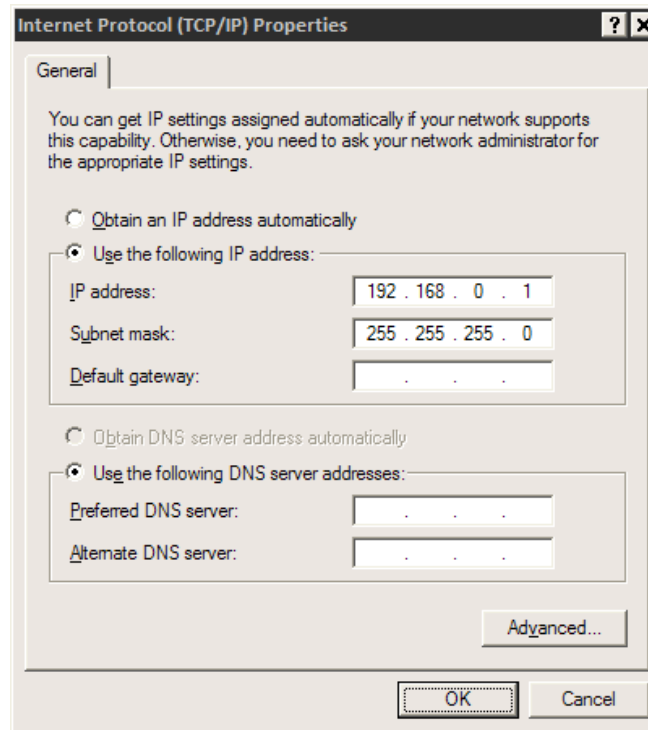 Internet Protocol (TCP/IP) Properties ? X
General
You can get IP settings assigned automatically if your network supports
this capability. Otherwise, you need to ask your network administrator for
the appropriate IP settings.
Obtain an IP address automatically
Use the following IP address:
IP address: 192 . 168 . 0 . 1
Subnet mask: 255 . 255 . 255 . 0
Default gateway: . . .
Obtain DNS server address automatically
Use the following DNS server addresses:
Preferred DNS server: . . .
Alternate DNS server: . . .
Advanced...
OK Cancel